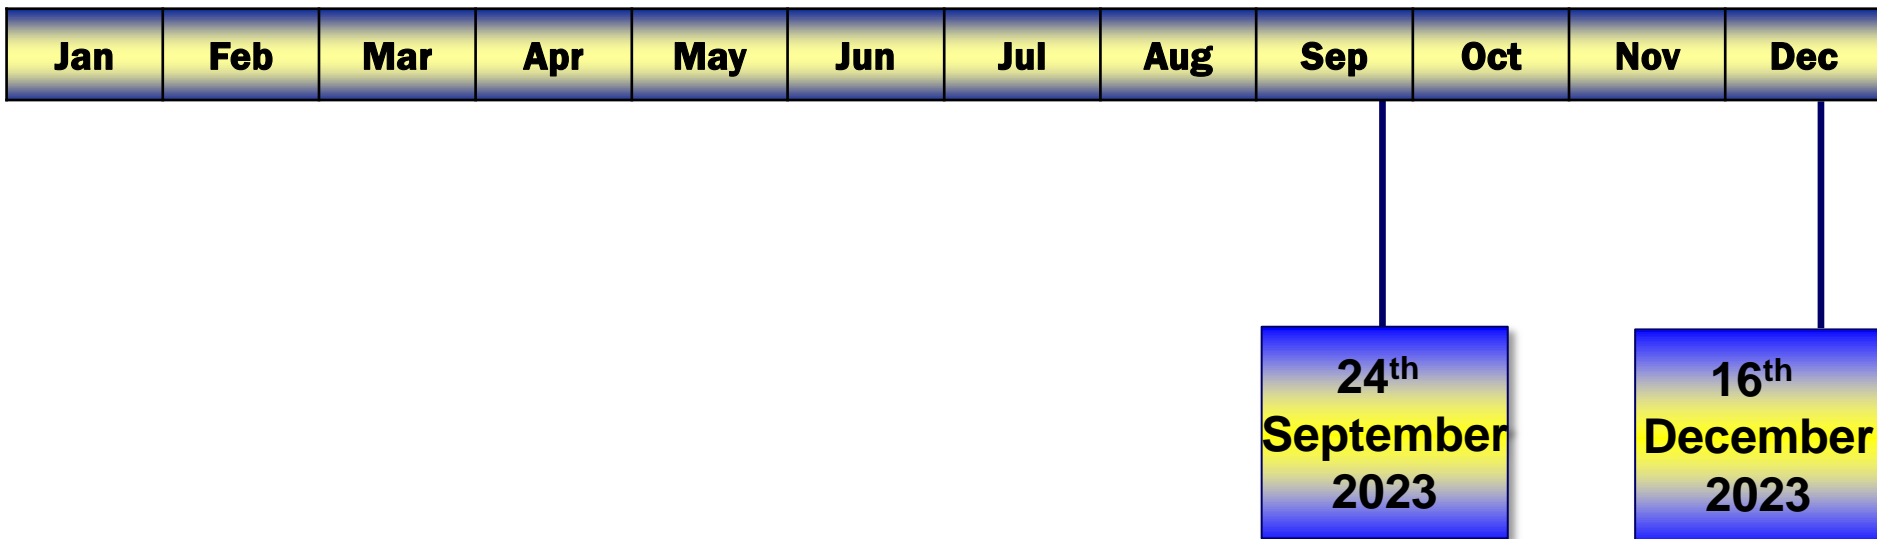 Jan Feb Mar Apr May Jun Jul Aug Sep Oct Nov Dec
24th
September
2023
16th
December
2023